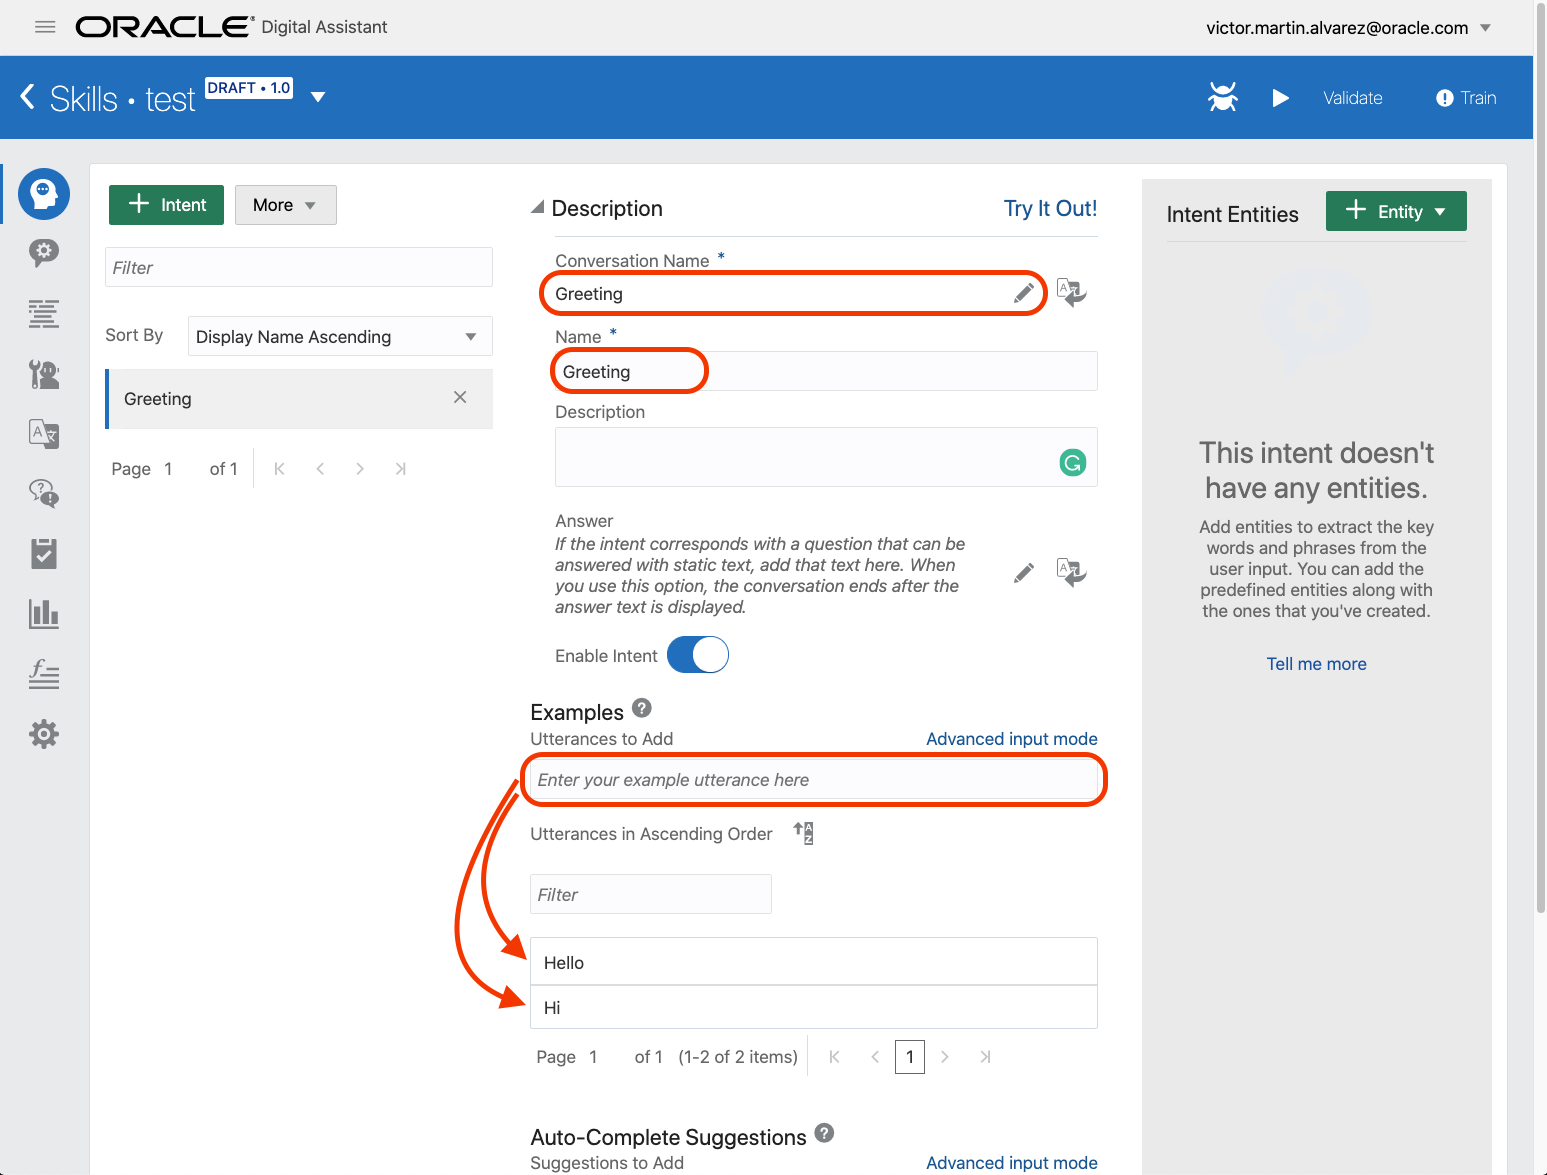 ORACLE® Digital Assistant
victor.martin.alvarez@oracle.com
Skills • test DRAFT • 1.0
Validate
Train
Intent
More
Filter
Sort By
Display Name Ascending
Greeting
Page 1 of 1
Description
Try It Out!
Conversation Name *
Greeting
Name *
Greeting
Description
Answer
If the intent corresponds with a question that can be
answered with static text, add that text here. When
you use this option, the conversation ends after the
answer text is displayed.
Enable Intent
Examples
Utterances to Add
Advanced input mode
Enter your example utterance here
Utterances in Ascending Order
Filter
Hello
Hi
Page 1 of 1 (1-2 of 2 items) 1
Auto-Complete Suggestions
Suggestions to Add
Advanced input mode
Intent Entities
Entity
This intent doesn't
have any entities.
Add entities to extract the key
words and phrases from the
user input. You can add the
predefined entities along with
the ones that you've created.
Tell me more